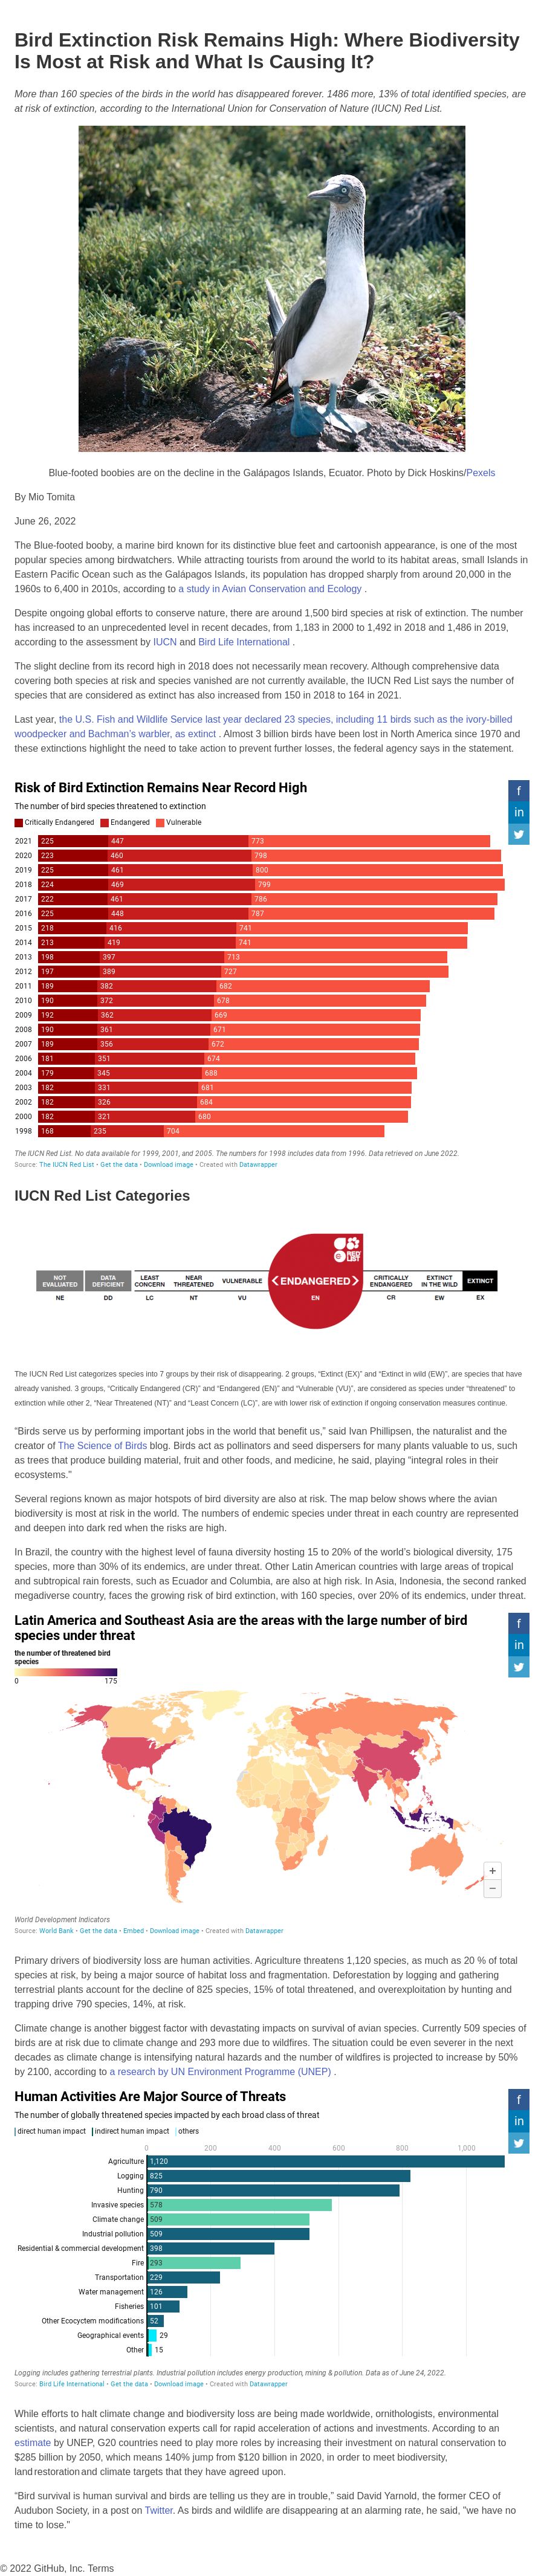 Bird Extinction Risk Remains High: Where Biodiversity
Is Most at Risk and What Is Causing It?
More than 160 species of the birds in the world has disappeared forever. 1486 more, 13% of total identified species, are
at risk of extinction, according to the International Union for Conservation of Nature (IUCN) Red List.
Blue-footed boobies are on the decline in the Galápagos Islands, Ecuador. Photo by Dick Hoskins/Pexels
By Mio Tomita
June 26, 2022
The Blue-footed booby, a marine bird known for its distinctive blue feet and cartoonish appearance, is one of the most
popular species among birdwatchers. While attracting tourists from around the world to its habitat areas, small Islands in
Eastern Pacific Ocean such as the Galápagos Islands, its population has dropped sharply from around 20,000 in the
1960s to 6,400 in 2010s, according to a study in Avian Conservation and Ecology .
Despite ongoing global efforts to conserve nature, there are around 1,500 bird species at risk of extinction. The number
has increased to an unprecedented level in recent decades, from 1,183 in 2000 to 1,492 in 2018 and 1,486 in 2019,
according to the assessment by IUCN and Bird Life International .
The slight decline from its record high in 2018 does not necessarily mean recovery. Although comprehensive data
covering both species at risk and species vanished are not currently available, the IUCN Red List says the number of
species that are considered as extinct has also increased from 150 in 2018 to 164 in 2021.
Last year, the U.S. Fish and Wildlife Service last year declared 23 species, including 11 birds such as the ivory-billed
woodpecker and Bachman's warbler, as extinct . Almost 3 billion birds have been lost in North America since 1970 and
these extinctions highlight the need to take action to prevent further losses, the federal agency says in the statement.
Risk of Bird Extinction Remains Near Record High
f
The number of bird species threatened to extinction
in
Critically Endangered Endangered Vulnerable
2021 225 447 773
2020 223 460 798
2019 225 461 800
2018 224 469 799
2017 222 461 786
2016 225 448 787
2015 218 416 741
2014 213 419 741
2013 198 397 713
2012 197 389 727
2011 189 382 682
2010 190 372 678
2009 192 362 669
2008 190 361 671
2007 189 356 672
2006 181 351 674
2004 179 345 688
2003 182 331 681
2002 182 326 684
2000 182 321 680
1998 168 235 704
The IUCN Red List. No data available for 1999, 2001, and 2005. The numbers for 1998 includes data from 1996. Data retrieved on June 2022.
Source: The IUCN Red List • Get the data • Download image • Created with Datawrapper
IUCN Red List Categories
RED LIST
NOT EVALUATED DATA DEFICIENT LEAST CONCERN NEAR THREATENED VULNERABLE <ENDANGERED> CRITICALLY ENDANGERED EXTINCT IN THE WILD EXTINCT
NE DD LC NT VU EN CR EW EX
The IUCN Red List categorizes species into 7 groups by their risk of disappearing. 2 groups, “Extinct (EX)” and “Extinct in wild (EW)”, are species that have
already vanished. 3 groups, “Critically Endangered (CR)” and “Endangered (EN)” and “Vulnerable (VU)”, are considered as species under “threatened” to
extinction while other 2, “Near Threatened (NT)” and “Least Concern (LC)”, are with lower risk of extinction if ongoing conservation measures continue.
“Birds serve us by performing important jobs in the world that benefit us,” said Ivan Phillipsen, the naturalist and the
creator of The Science of Birds blog. Birds act as pollinators and seed dispersers for many plants valuable to us, such
as trees that produce building material, fruit and other foods, and medicine, he said, playing “integral roles in their
ecosystems.”
Several regions known as major hotspots of bird diversity are also at risk. The map below shows where the avian
biodiversity is most at risk in the world. The numbers of endemic species under threat in each country are represented
and deepen into dark red when the risks are high.
In Brazil, the country with the highest level of fauna diversity hosting 15 to 20% of the world's biological diversity, 175
species, more than 30% of its endemics, are under threat. Other Latin American countries with large areas of tropical
and subtropical rain forests, such as Ecuador and Columbia, are also at high risk. In Asia, Indonesia, the second ranked
megadiverse country, faces the growing risk of bird extinction, with 160 species, over 20% of its endemics, under threat.
Latin America and Southeast Asia are the areas with the large number of bird
species under threat
f
in
the number of threatened bird
species
0 175
+
−
World Development Indicators
Source: World Bank • Get the data • Embed • Download image • Created with Datawrapper
Primary drivers of biodiversity loss are human activities. Agriculture threatens 1,120 species, as much as 20 % of total
species at risk, by being a major source of habitat loss and fragmentation. Deforestation by logging and gathering
terrestrial plants account for the decline of 825 species, 15% of total threatened, and overexploitation by hunting and
trapping drive 790 species, 14%, at risk.
Climate change is another biggest factor with devastating impacts on survival of avian species. Currently 509 species of
birds are at risk due to climate change and 293 more due to wildfires. The situation could be even severer in the next
decades as climate change is intensifying natural hazards and the number of wildfires is projected to increase by 50%
by 2100, according to a research by UN Environment Programme (UNEP) .
Human Activities Are Major Source of Threats
f
The number of globally threatened species impacted by each broad class of threat
in
direct human impact indirect human impact others
0 200 400 600 800 1,000
Agriculture 1,120
Logging 825
Hunting 790
Invasive species 578
Climate change 509
Industrial pollution 509
Residential & commercial development 398
Fire 293
Transportation 229
Water management 126
Fisheries 101
Other Ecocyctem modifications 52
Geographical events 29
Other 15
Logging includes gathering terrestrial plants. Industrial pollution includes energy production, mining & pollution. Data as of June 24, 2022.
Source: Bird Life International • Get the data • Download image • Created with Datawrapper
While efforts to halt climate change and biodiversity loss are being made worldwide, ornithologists, environmental
scientists, and natural conservation experts call for rapid acceleration of actions and investments. According to an
estimate by UNEP, G20 countries need to play more roles by increasing their investment on natural conservation to
$285 billion by 2050, which means 140% jump from $120 billion in 2020, in order to meet biodiversity,
land restoration and climate targets that they have agreed upon.
“Bird survival is human survival and birds are telling us they are in trouble,” said David Yarnold, the former CEO of
Audubon Society, in a post on Twitter. As birds and wildlife are disappearing at an alarming rate, he said, "we have no
time to lose."
© 2022 GitHub, Inc. Terms